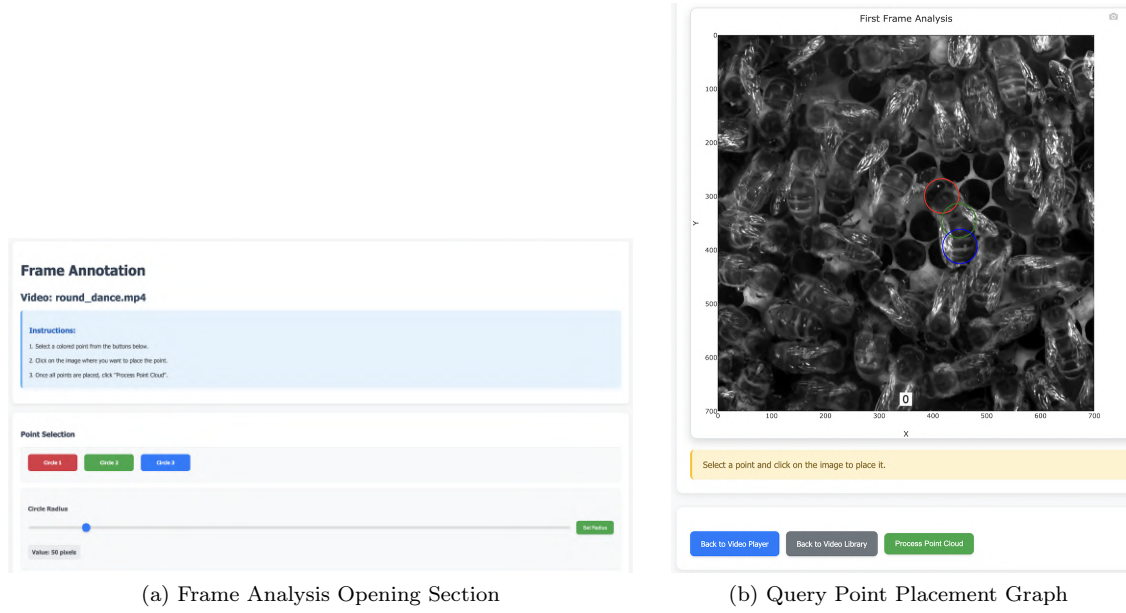 Frame Annotation
Video: round_dance.mp4
Instructions:
1. Select a colored point from the buttons below.
2. Click on the image where you want to place the point.
3. Once all points are placed, click "Process Point Cloud".
Point Selection
Circle 1 Circle 2 Circle 3
Circle Radius
Set Radius
Value: 50 pixels
(a) Frame Analysis Opening Section
First Frame Analysis
0
100
200
300
Y
400
500
600
0
700
0 100 200 300 400 500 600 700
X
Select a point and click on the image to place it.
Back to Video Player Back to Video Library Process Point Cloud
(b) Query Point Placement Graph